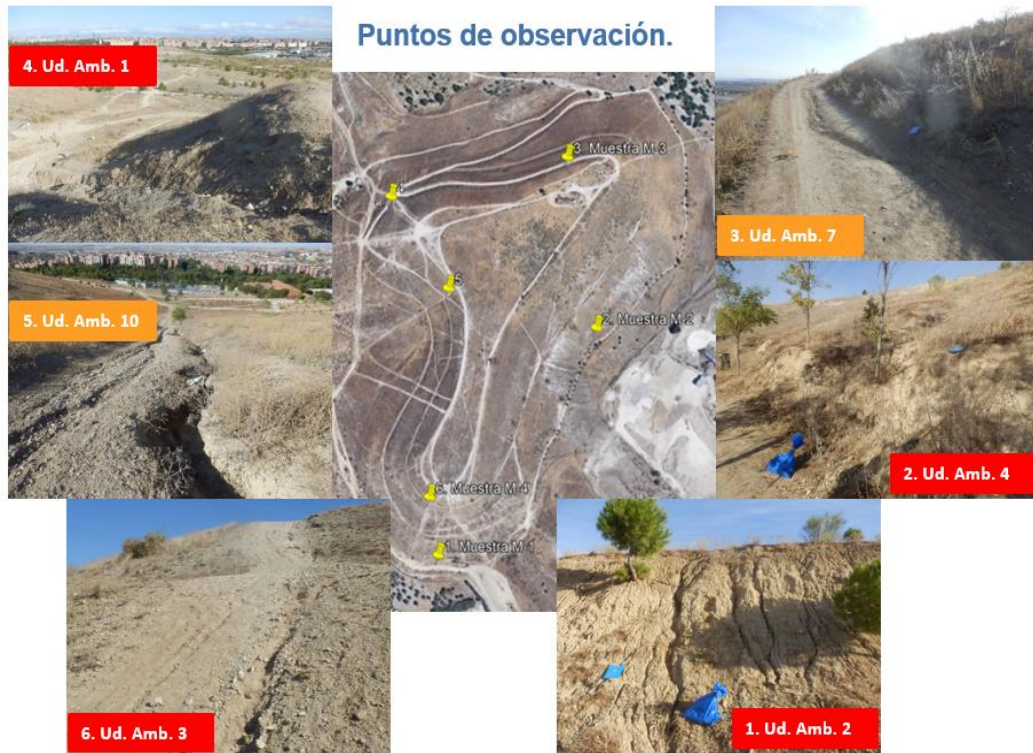 Puntos de observación.
4. Ud. Amb. 1
5. Ud. Amb. 10
6. Ud. Amb. 3
3. Muestra M-3
4
5
2. Muestra M-2
6. Muestra M-4
1. Muestra M-1
3. Ud. Amb. 7
2. Ud. Amb. 4
1. Ud. Amb. 2